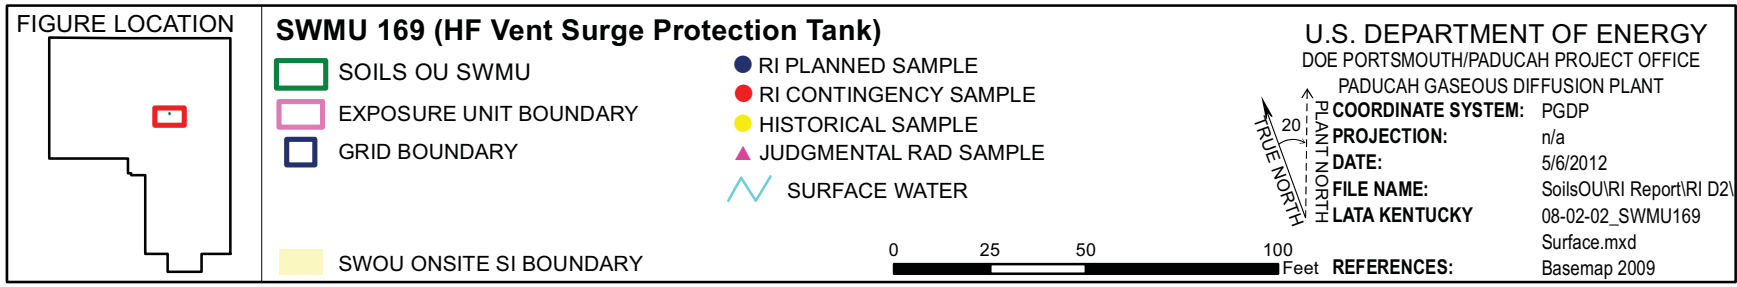 FIGURE LOCATION
SWMU 169 (HF Vent Surge Protection Tank)
SOILS OU SWMU
EXPOSURE UNIT BOUNDARY
GRID BOUNDARY
SWOU ONSITE SI BOUNDARY
RI PLANNED SAMPLE
RI CONTINGENCY SAMPLE
HISTORICAL SAMPLE
JUDGMENTAL RAD SAMPLE
SURFACE WATER
0 25 50 100
Feet
U.S. DEPARTMENT OF ENERGY
DOE PORTSMOUTH/PADUCAH PROJECT OFFICE
PADUCAH GASEOUS DIFFUSION PLANT
TRUE NORTH
20
PLANT NORTH
COORDINATE SYSTEM: PGDP
PROJECTION: n/a
DATE: 5/6/2012
FILE NAME: SoilsOU\RI Report\RI D2\
LATA KENTUCKY 08-02-02_SWMU169
Surface.mxd
REFERENCES: Basemap 2009